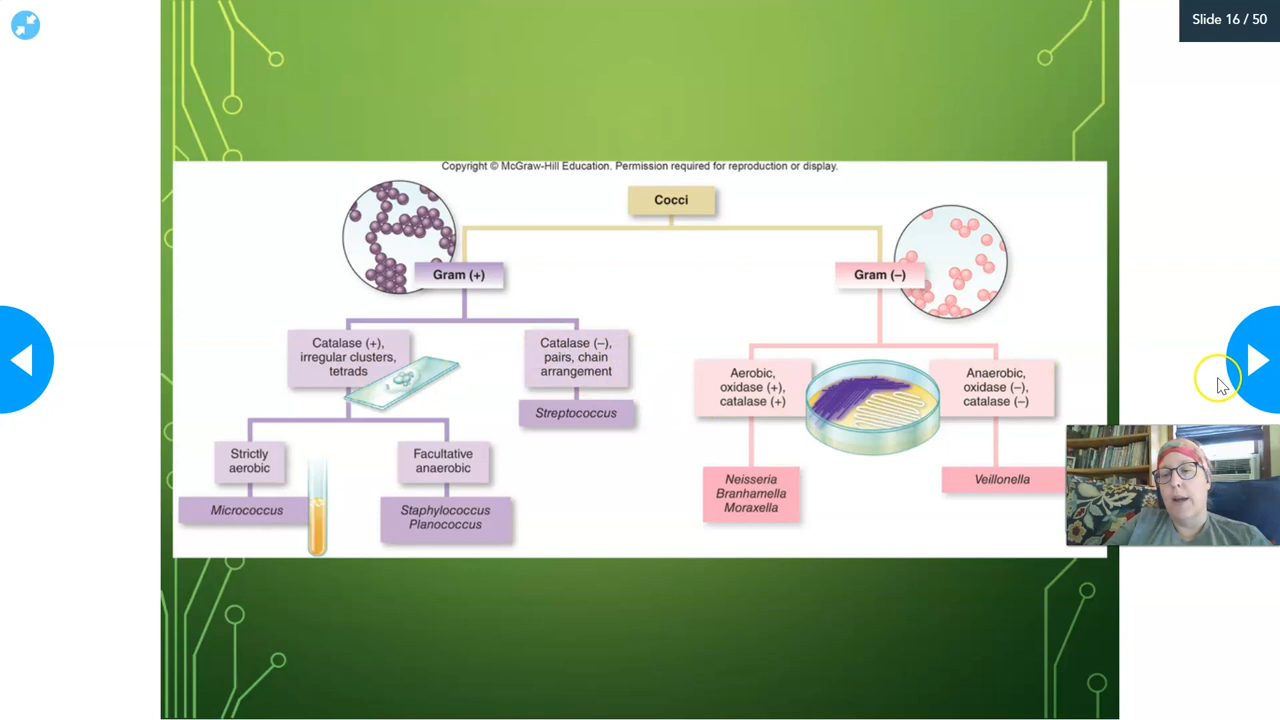 Slide 16 / 50
Copyright © McGraw-Hill Education. Permission required for reproduction or display.
Cocci
Gram (+)
Gram (–)
Catalase (+),
irregular clusters,
tetrads
Catalase (–),
pairs, chain
arrangement
Streptococcus
Strictly
aerobic
Micrococcus
Facultative
anaerobic
Staphylococcus
Planococcus
Aerobic,
oxidase (+),
catalase (+)
Neisseria
Branhamella
Moraxella
Anaerobic,
oxidase (–),
catalase (–)
Veillonella